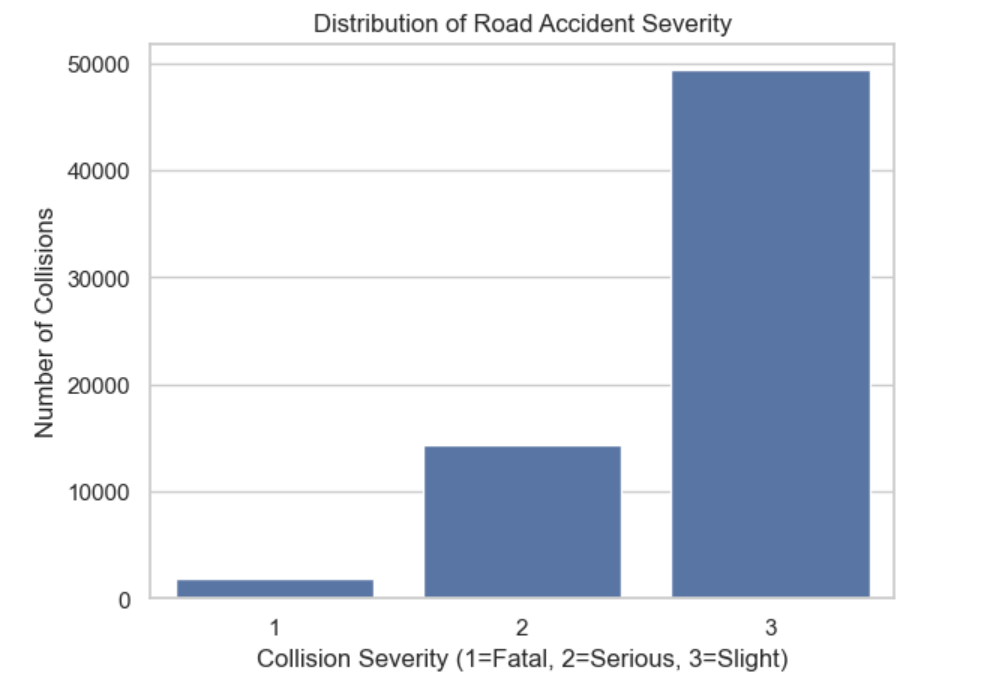 Distribution of Road Accident Severity
50000
40000
30000
20000
10000
0
Number of Collisions
1 2 3
Collision Severity (1=Fatal, 2=Serious, 3=Slight)